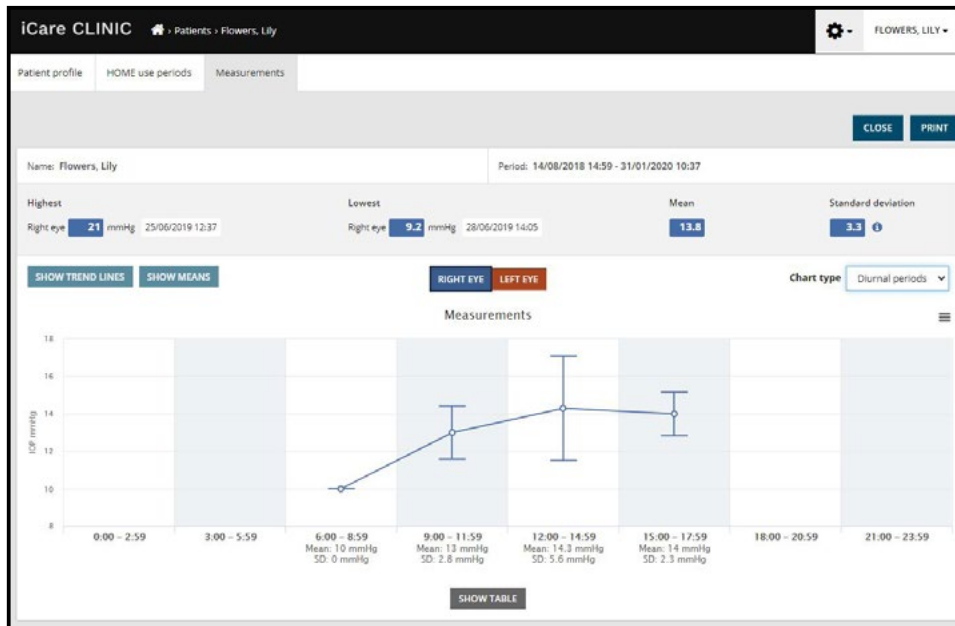 iCare CLINIC › Patients › Flowers, Lily FLOWERS, LILY
Patient profile HOME use periods Measurements
CLOSE PRINT
Name: Flowers, Lily Period: 14/08/2018 14:59 - 31/01/2020 10:37
Highest Lowest Mean Standard deviation
Right eye 21 mmHg 25/06/2019 12:37 Right eye 9.2 mmHg 28/06/2019 14:05 13.8 3.3
SHOW TREND LINES SHOW MEANS RIGHT EYE LEFT EYE Chart type Diurnal periods
Measurements
18
16
14
12
10
8
IOP mmHg
0:00 – 2:59 3:00 – 5:59 6:00 – 8:59 9:00 – 11:59 12:00 – 14:59 15:00 – 17:59 18:00 – 20:59 21:00 – 23:59
Mean: 10 mmHg Mean: 13 mmHg Mean: 14.3 mmHg Mean: 14 mmHg
SD: 0 mmHg SD: 2.8 mmHg SD: 5.6 mmHg SD: 2.3 mmHg
SHOW TABLE